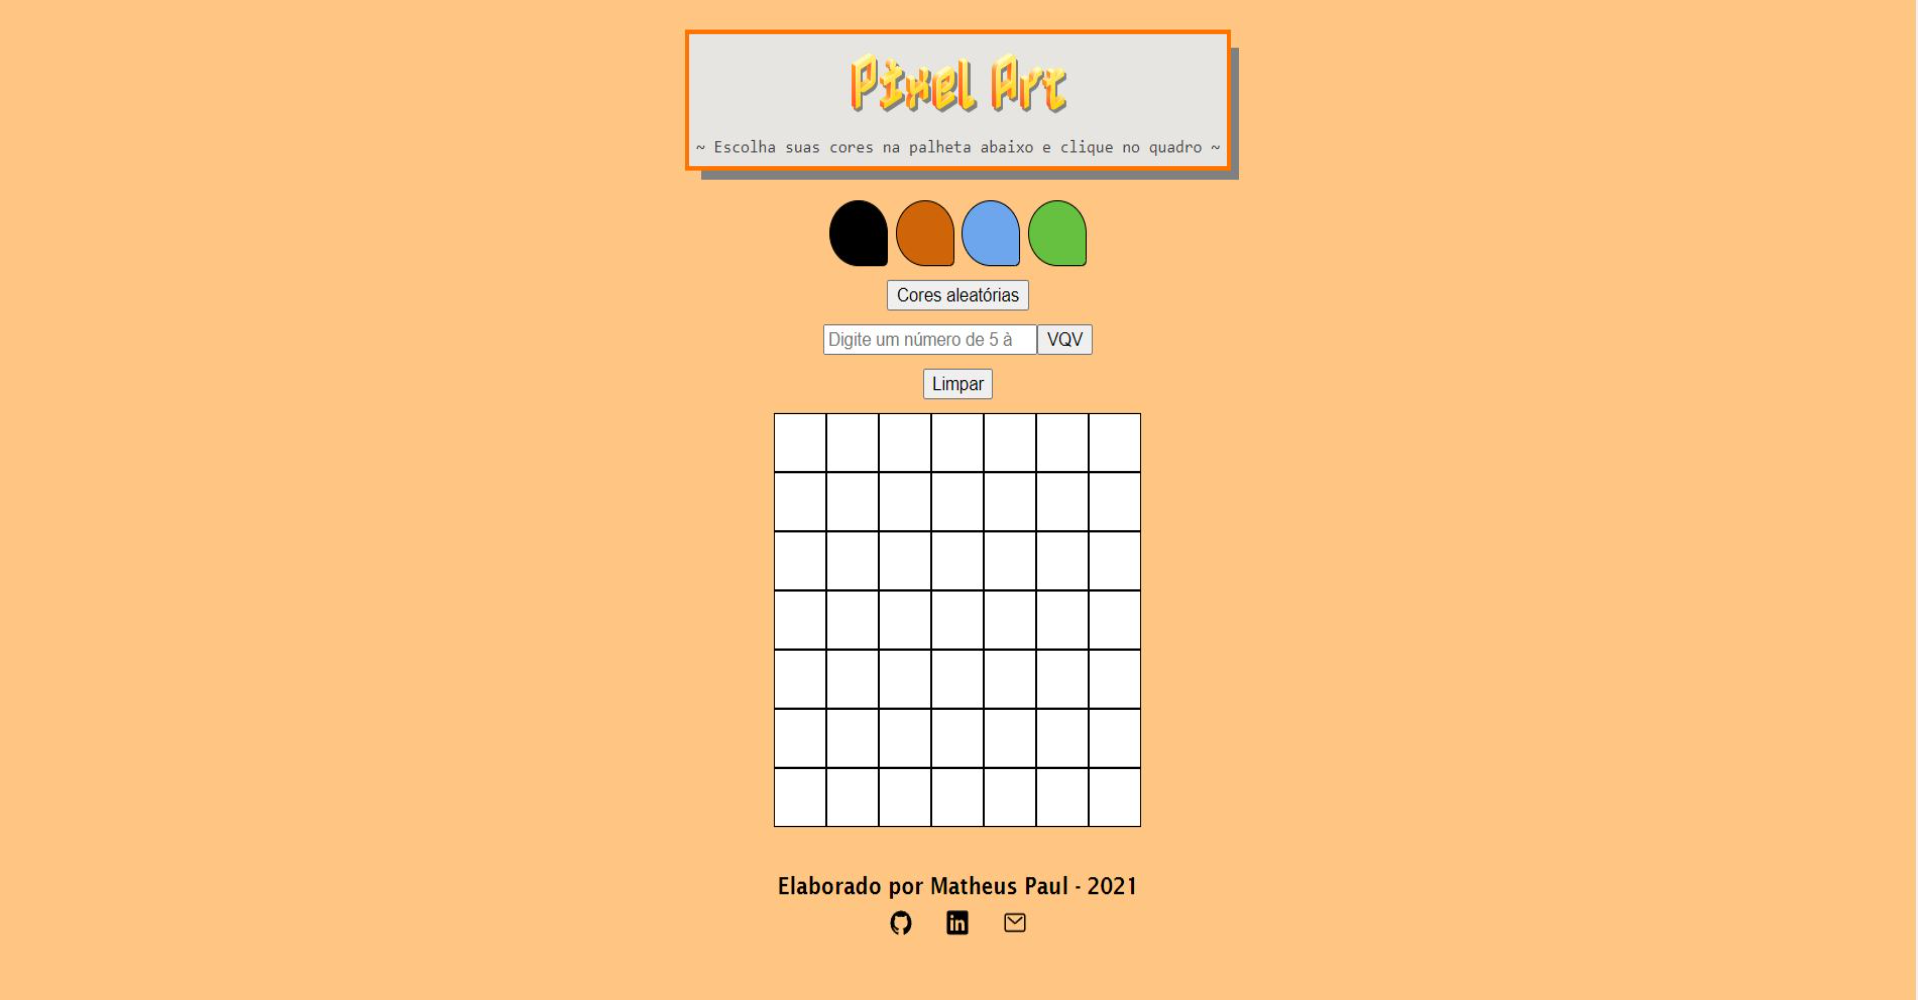 Pixel Art
~ Escolha suas cores na palheta abaixo e clique no quadro ~
Cores aleatórias
Digite um número de 5 à
VQV
Limpar
Elaborado por Matheus Paul - 2021
in